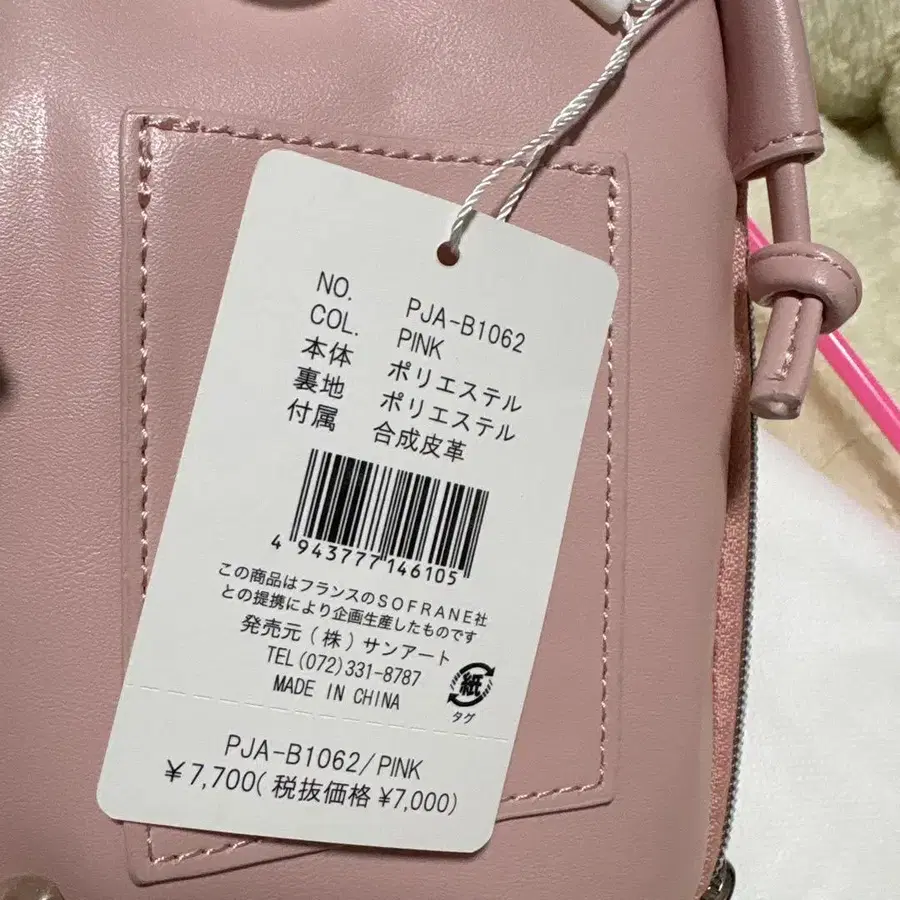 NO. PJA-B1062
COL. PINK
本体 ポリエステル
裏地 ポリエステル
付属 合成皮革
4 943777 146105
この商品はフランスのSOFRANE社
との提携により企画生産したものです
発売元(株)サンアート
TEL(072)331-8787
MADE IN CHINA
紙
タグ
PJA-B1062/PINK
¥7,700(税抜価格 ¥7,000)